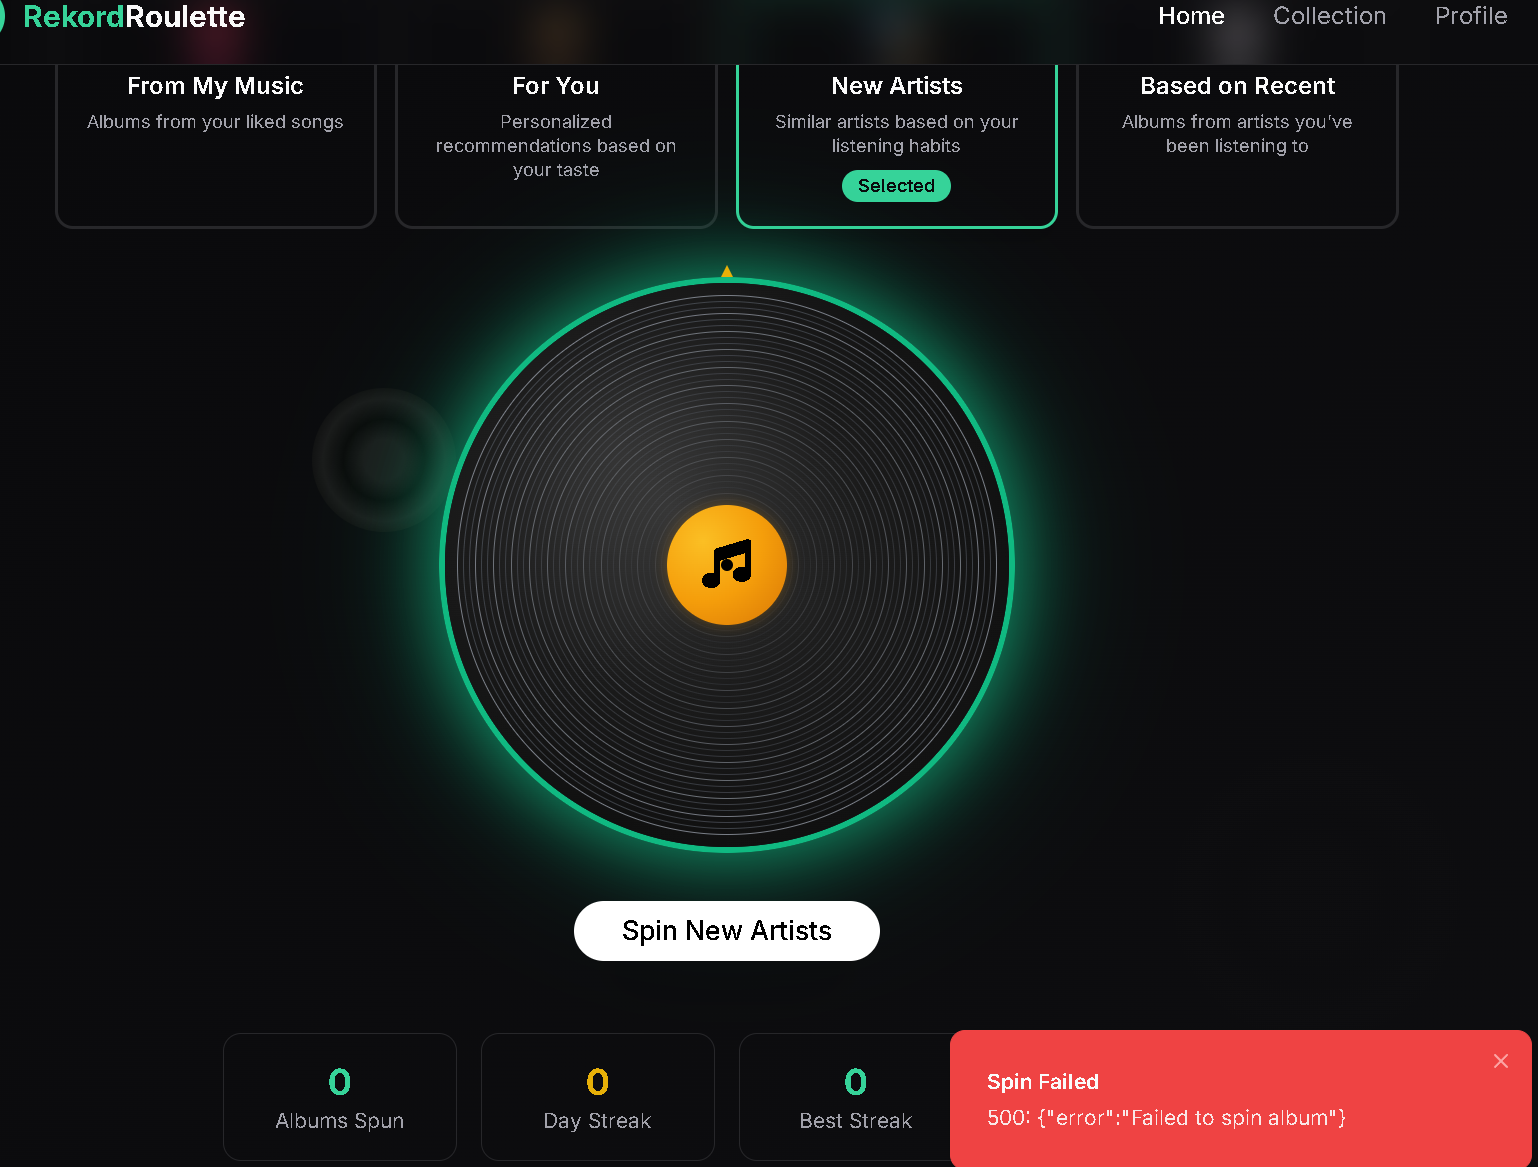 RekordRoulette
Home
Collection
Profile
From My Music
Albums from your liked songs
For You
Personalized
recommendations based on
your taste
New Artists
Similar artists based on your
listening habits
Selected
Based on Recent
Albums from artists you've
been listening to
Spin New Artists
0
Albums Spun
0
Day Streak
0
Best Streak
Spin Failed
500: {"error":"Failed to spin album"}